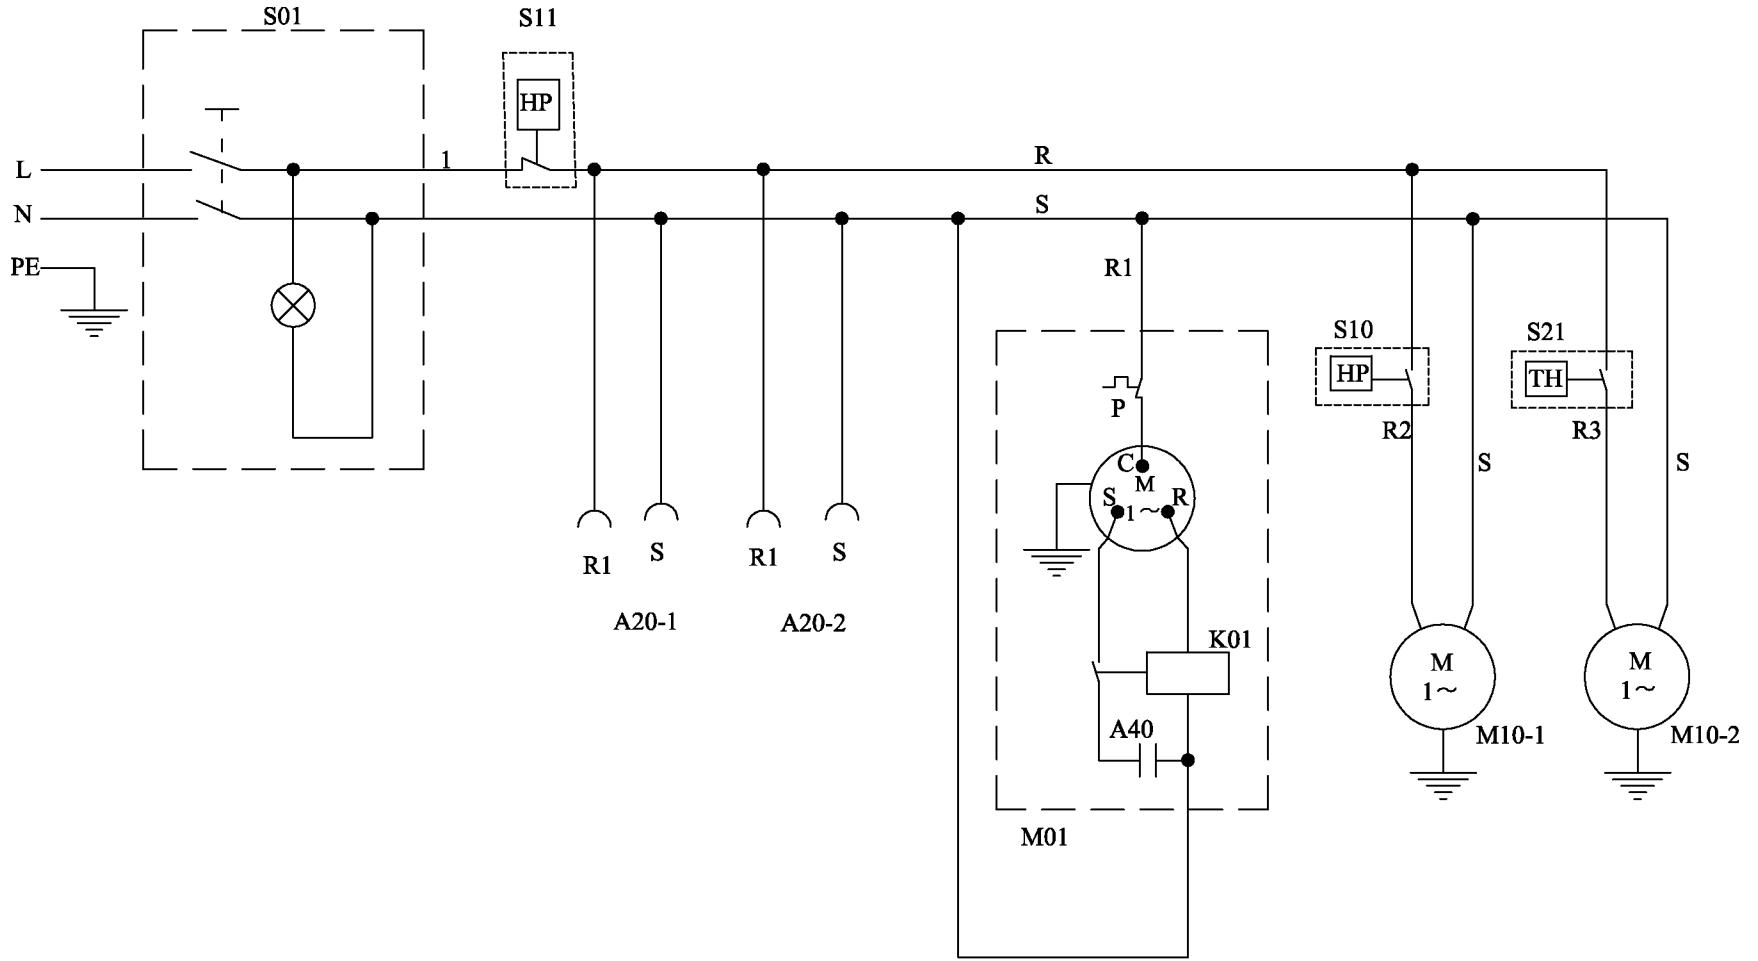 S01
S11
HP
L
1
R
N
S
PE
R1
S10
HP
S21
TH
P
R2
R3
C
S
S
M
S
R
1~
R1
S
R1
S
A20-1
A20-2
K01
M
1~
M
1~
A40
M10-1
M10-2
M01